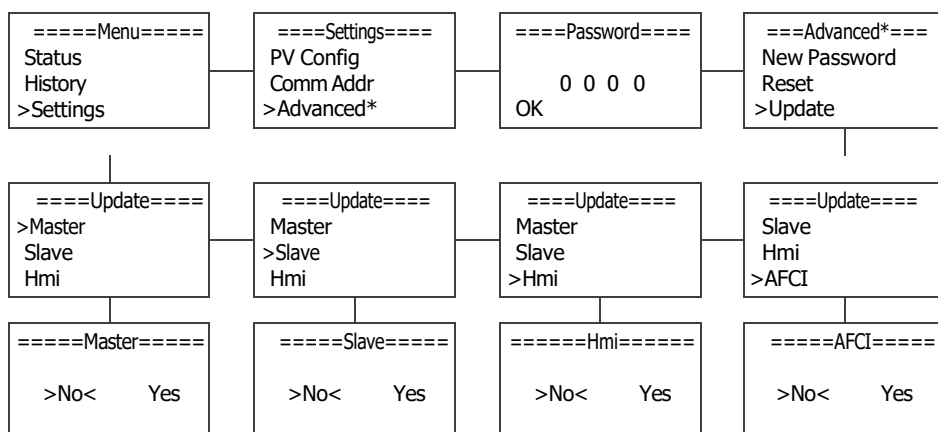 =====Menu=====
Status
History
>Settings
====Settings====
PV Config
Comm Addr
>Advanced*
====Password====
0 0 0 0
OK
===Advanced*===
New Password
Reset
>Update
====Update====
>Master
Slave
Hmi
====Update====
Master
>Slave
Hmi
====Update====
Master
Slave
>Hmi
====Update====
Slave
Hmi
>AFCI
=====Master=====
>No< Yes
=====Slave=====
>No< Yes
======Hmi======
>No< Yes
=====AFCI=====
>No< Yes